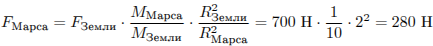 F_Марса = F_Земли · M_Марса / M_Земли · R²_Земли / R²_Марса = 700 Н · 1/10 · 2² = 280 Н